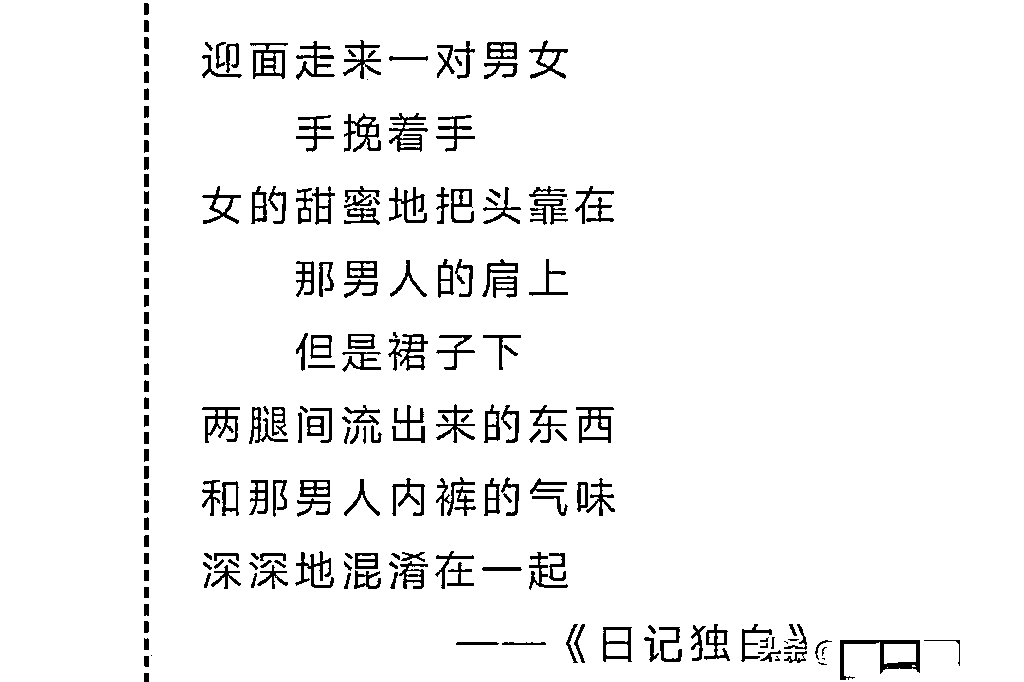 迎面走来一对男女
手挽着手
女的甜蜜地把头靠在
那男人的肩上
但是裙子下
两腿间流出来的东西
和那男人内裤的气味
深深地混淆在一起
——《日记独白》